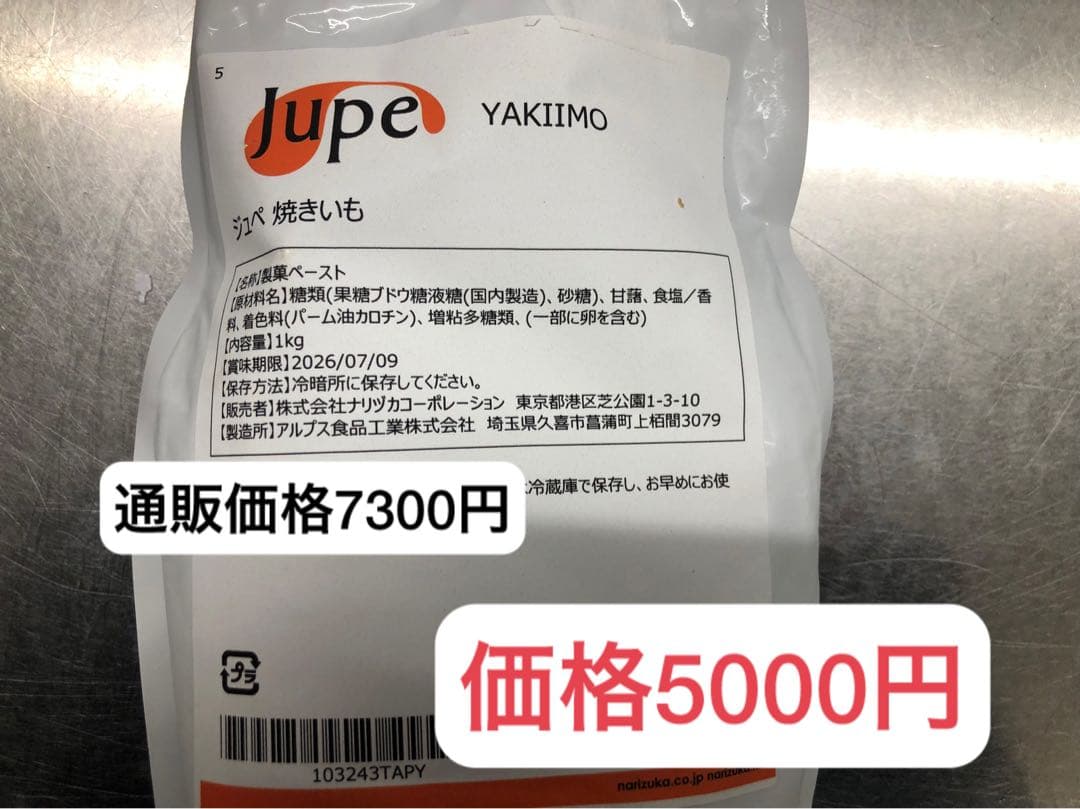 5
Jupe YAKIIMO
ジュペ 焼きいも
【名称】製菓ペースト
【原材料名】糖類(果糖ブドウ糖液糖(国内製造)、砂糖)、甘藷、食塩／香
料、着色料(パーム油カロチン)、増粘多糖類、(一部に卵を含む)
【内容量】1kg
【賞味期限】2026/07/09
【保存方法】冷暗所に保存してください。
【販売者】株式会社ナリヅカコーポレーション 東京都港区芝公園1-3-10
【製造所】アルプス食品工業株式会社 埼玉県久喜市菖蒲町上栢間3079
冷蔵庫で保存し、お早めにお使
通販価格7300円
価格5000円
プラ
103243TAPY
narizuka.co.jp narizuka.